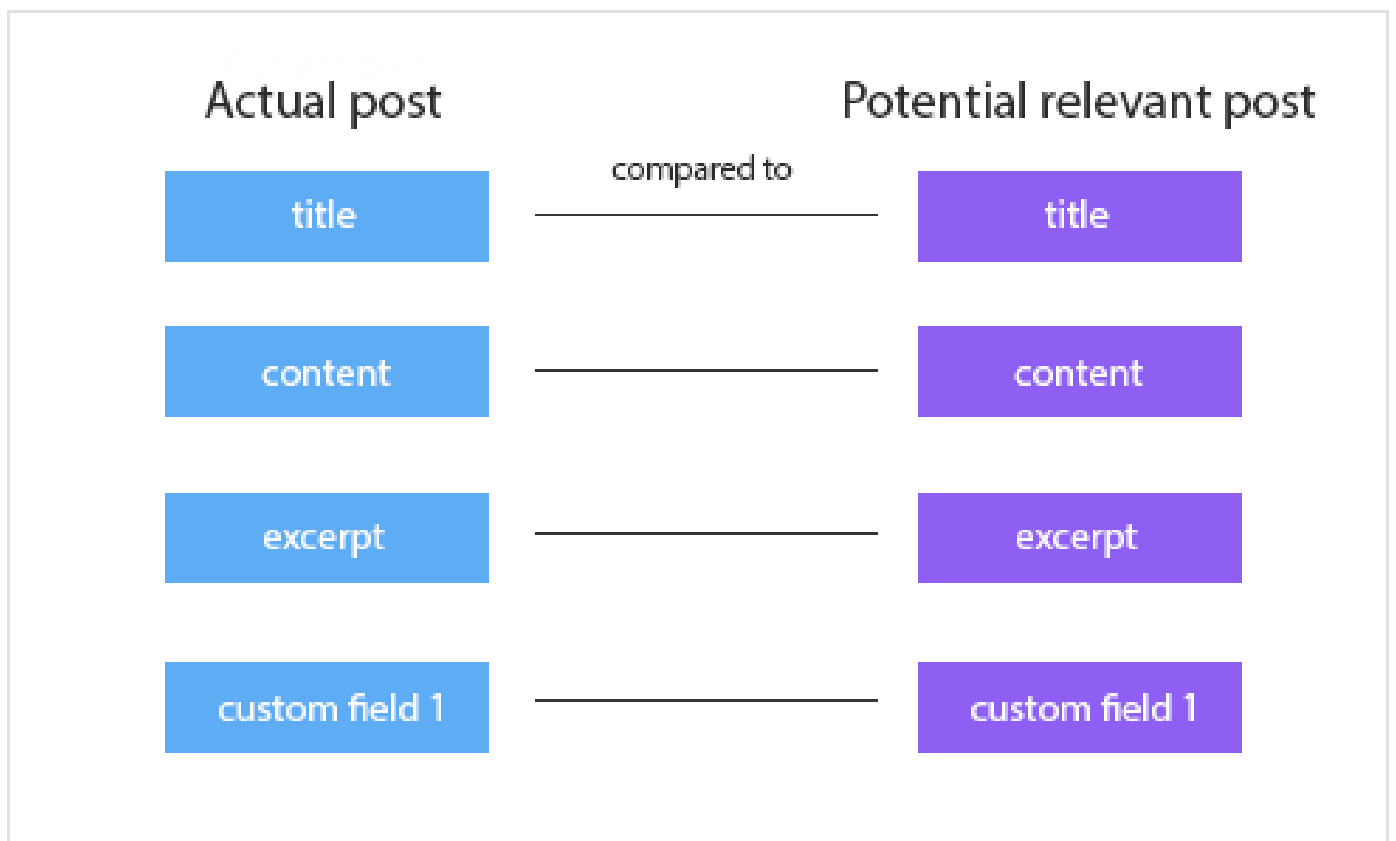 Actual post
Potential relevant post
compared to
title
title
content
content
excerpt
excerpt
custom field 1
custom field 1